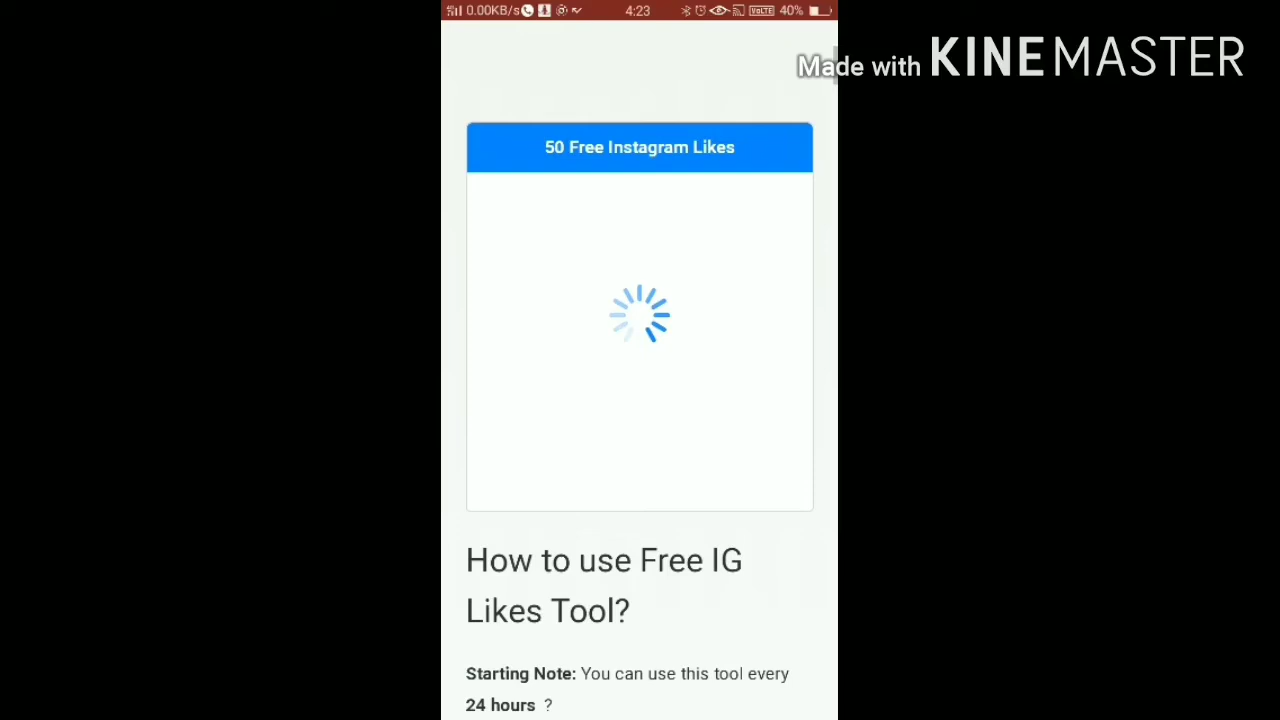 0.00KB/s 4:23 VoLTE 40%
Made with KINEMASTER
50 Free Instagram Likes
How to use Free IG
Likes Tool?
Starting Note: You can use this tool every
24 hours ?